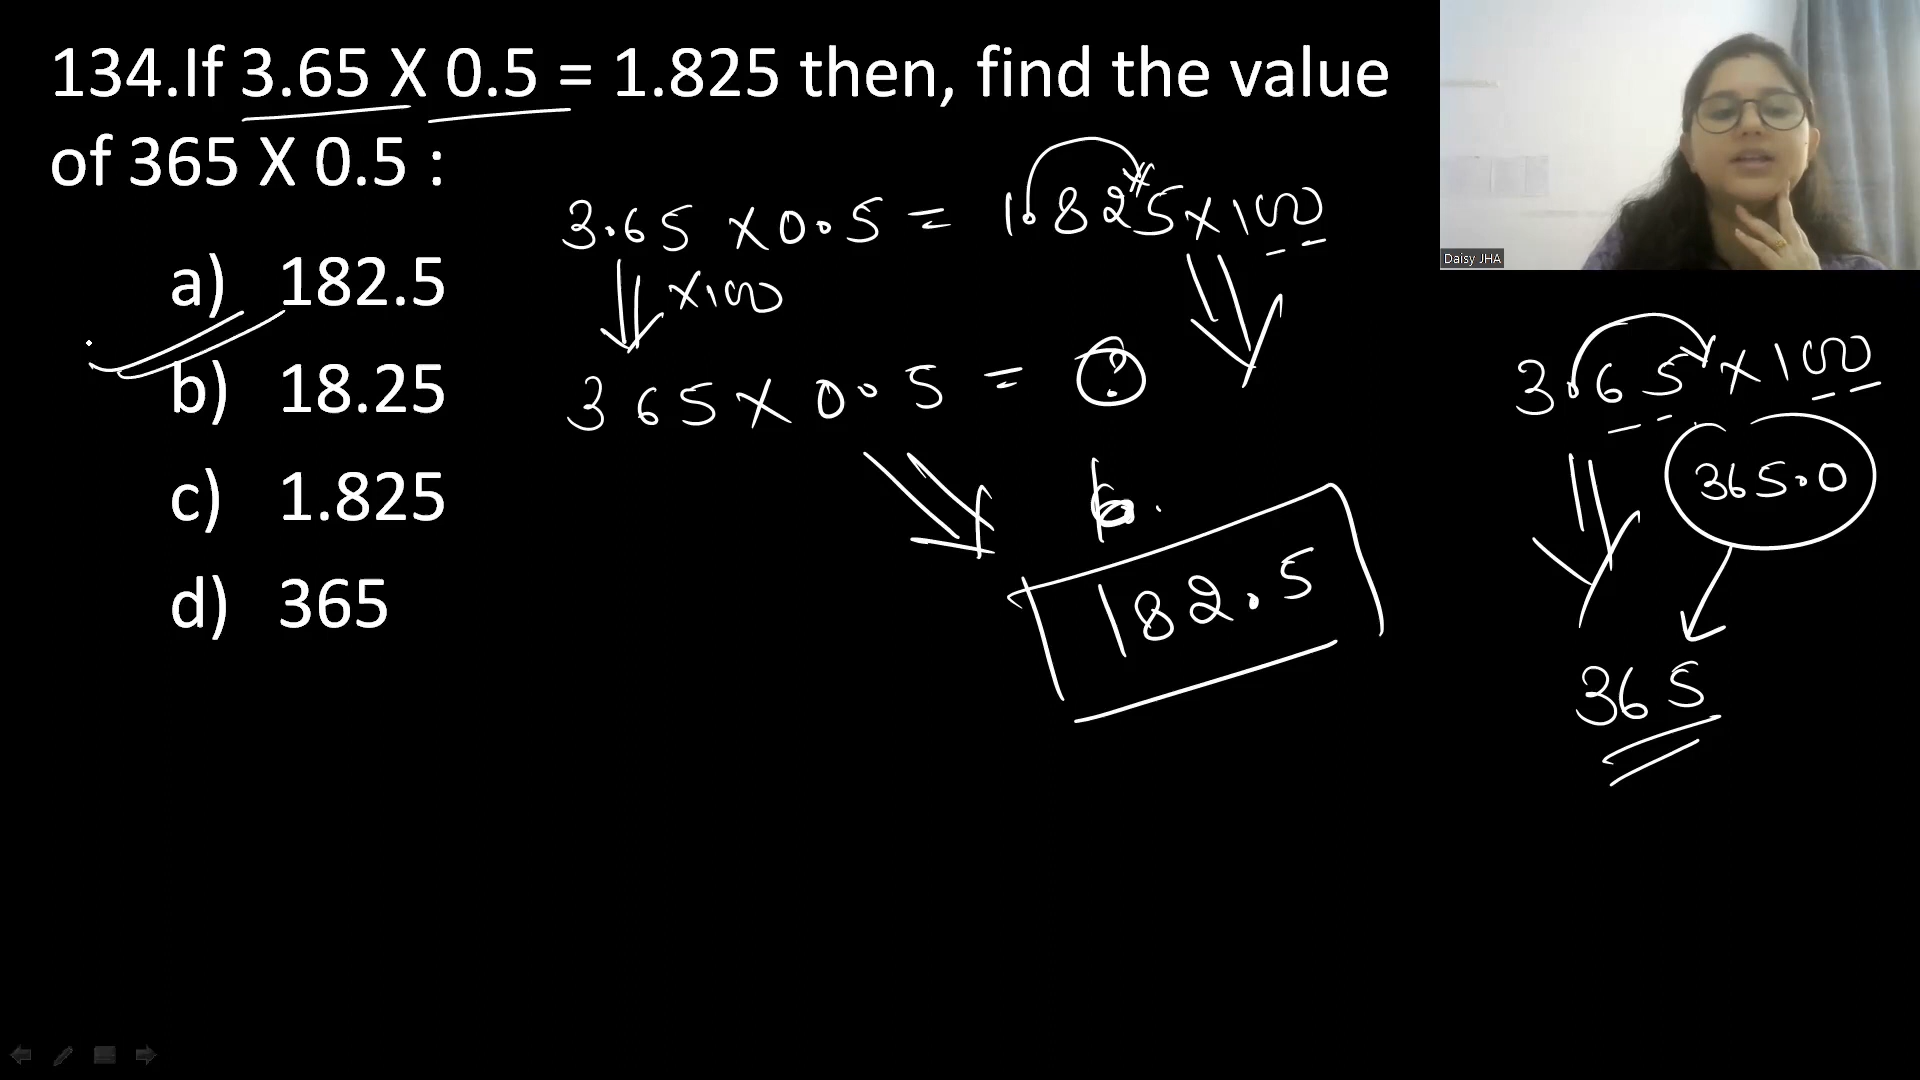 134.If 3.65 X 0.5 = 1.825 then, find the value
of 365 X 0.5 :
a) 182.5
b) 18.25
c) 1.825
d) 365
3.65 x 0.5 = 1.825 x 100
x 100
365 x 0.5 = ?
182.5
Daisy JHA
3.65 x 100
365.0
365